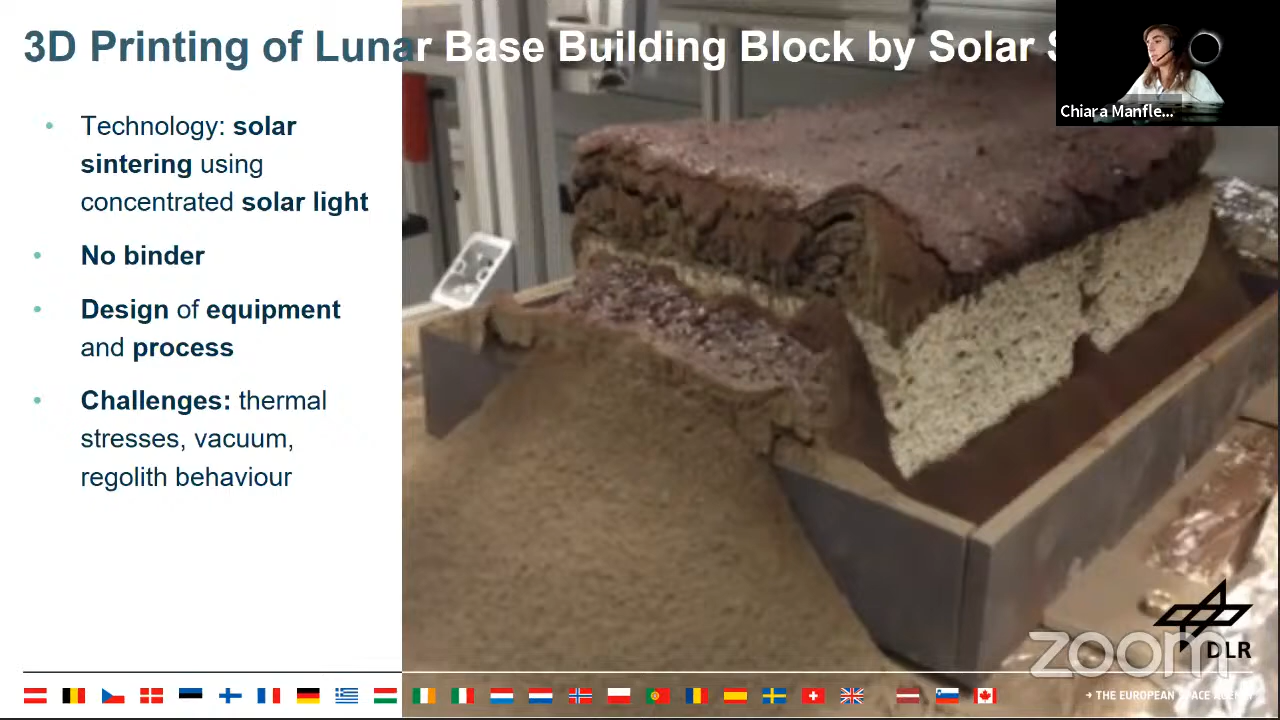 3D Printing of Lunar Base Building Block by Solar
Chiara Manfle...
• Technology: solar
sintering using
concentrated solar light
• No binder
• Design of equipment
and process
• Challenges: thermal
stresses, vacuum,
regolith behaviour
zoom
DLR
→ THE EUROPEAN SPACE AGENCY